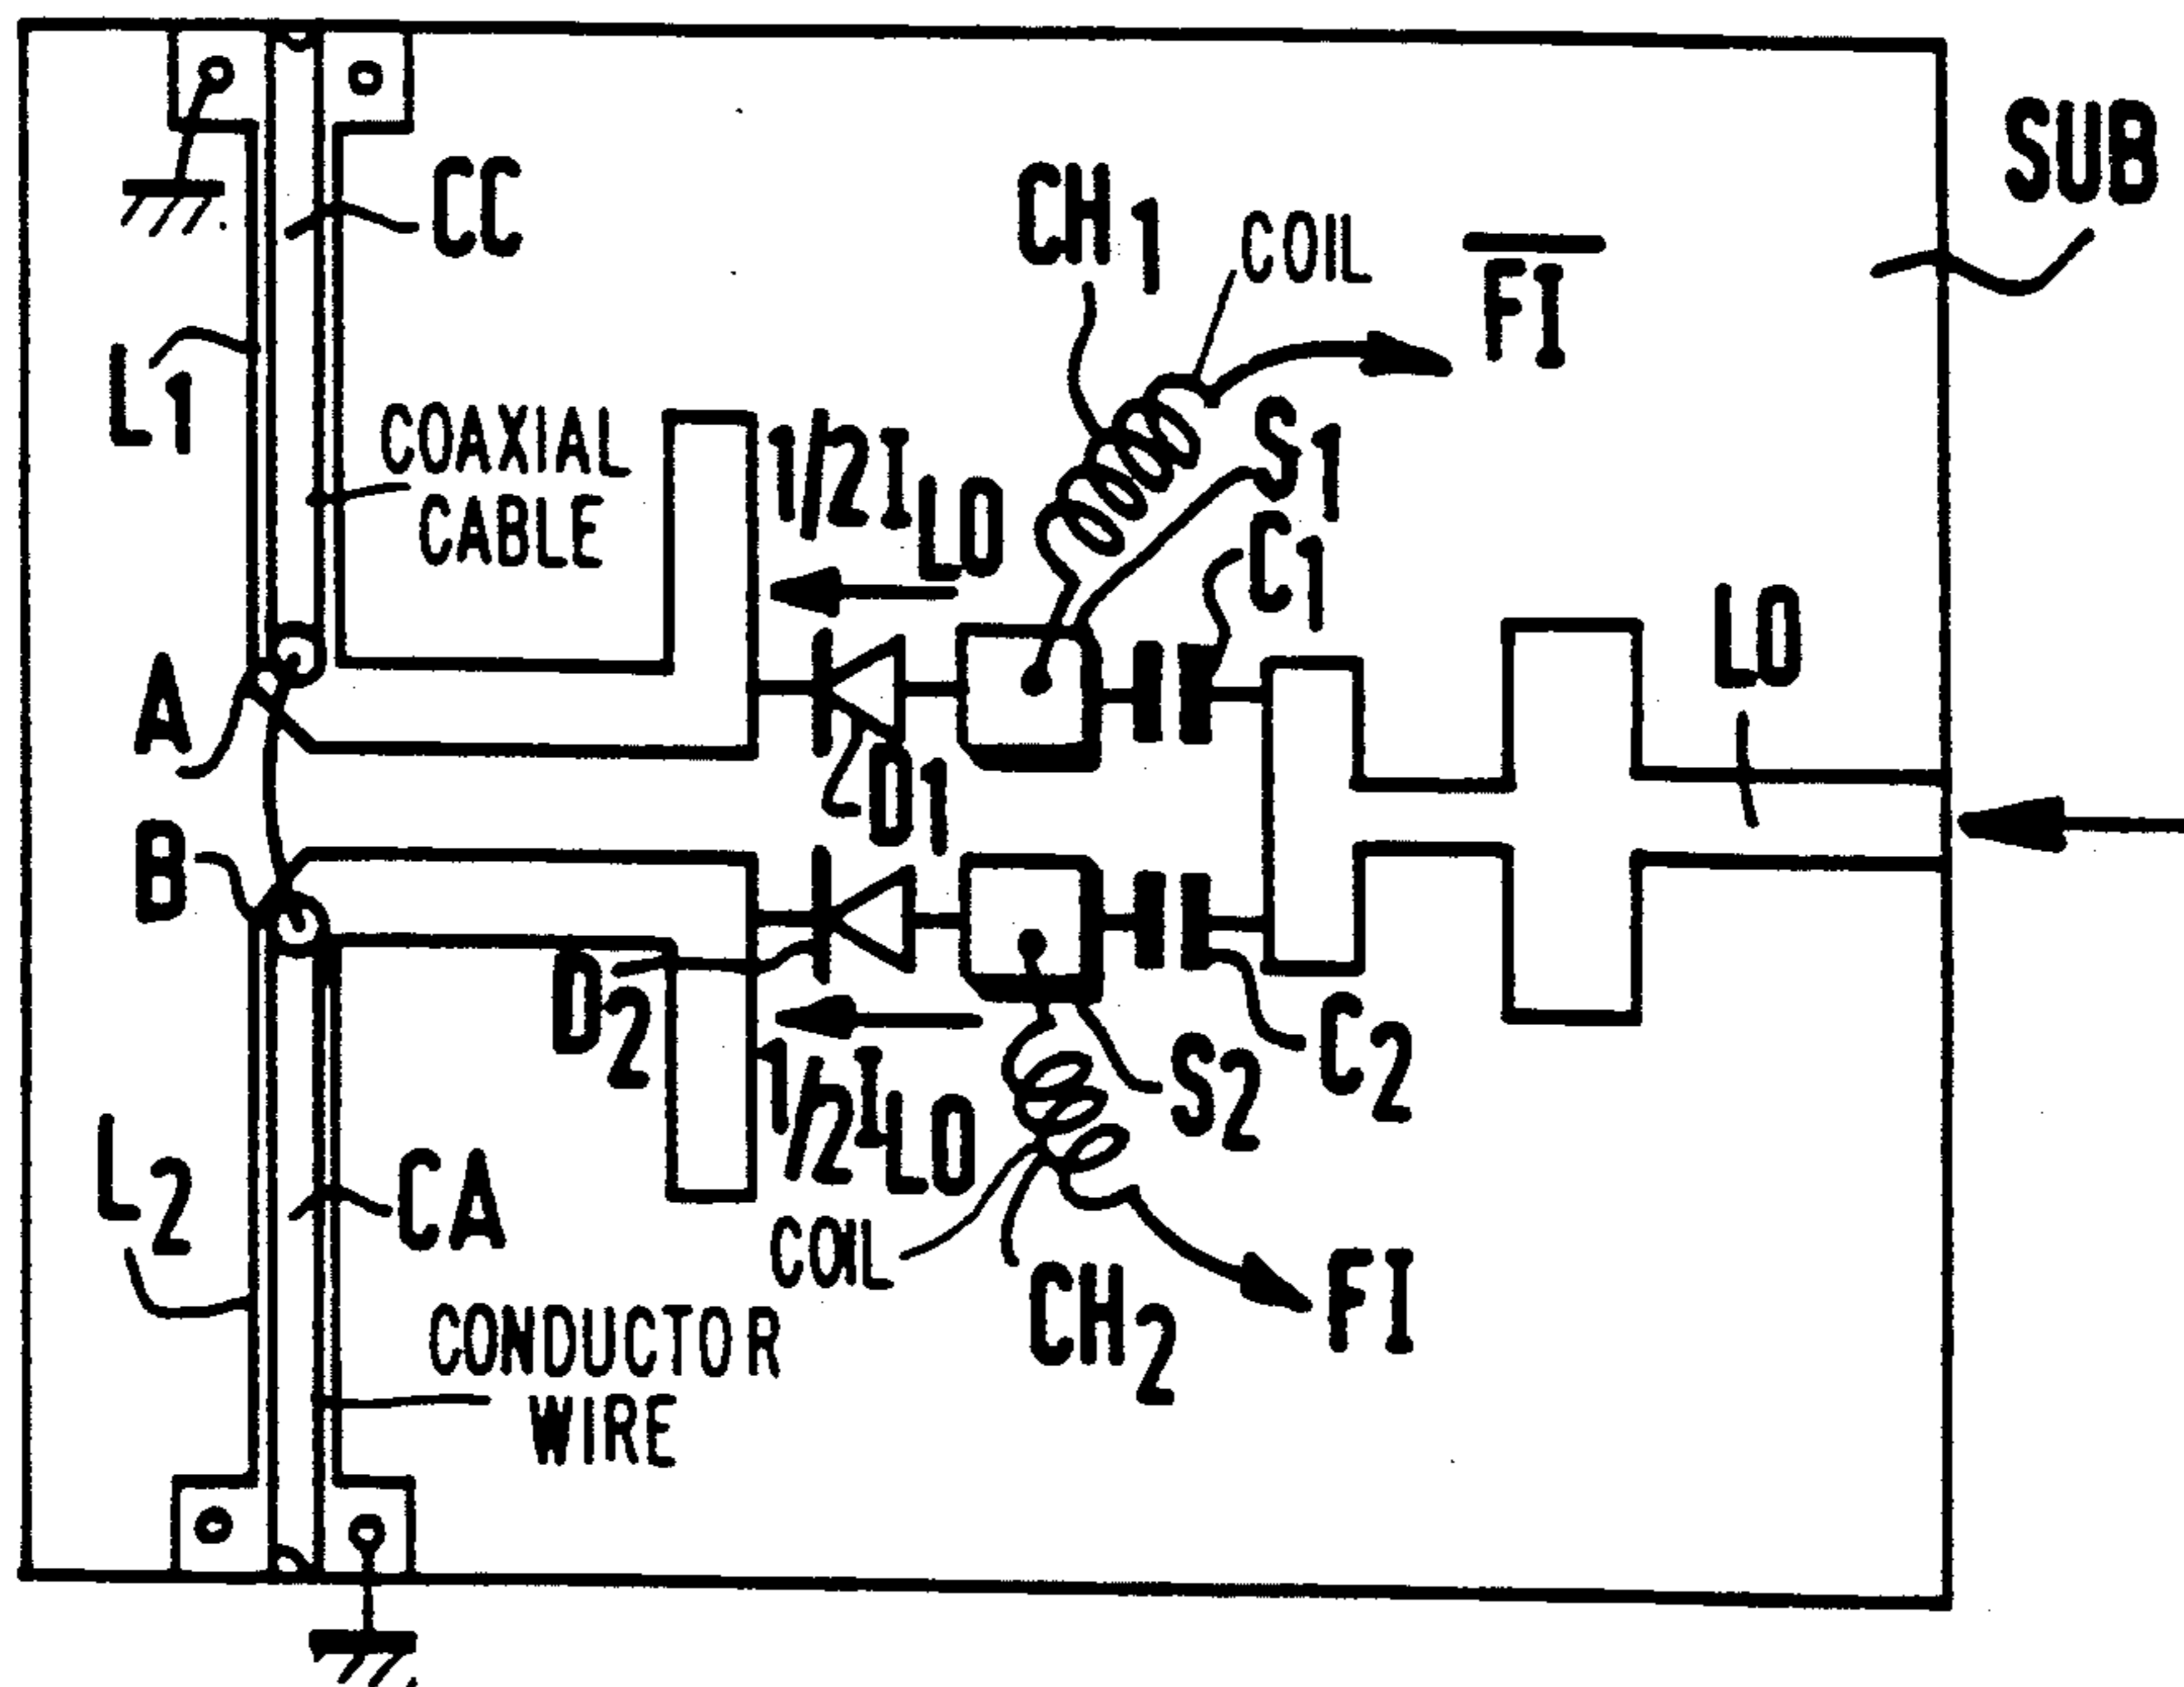 SUB
CC
CH1
COIL
FI
L1
COAXIAL
CABLE
1/2ILO
S1
C1
LO
A
D1
B
D2
C2
S2
1/2ILO
L2
CA
COIL
CH2
FI
CONDUCTOR
WIRE